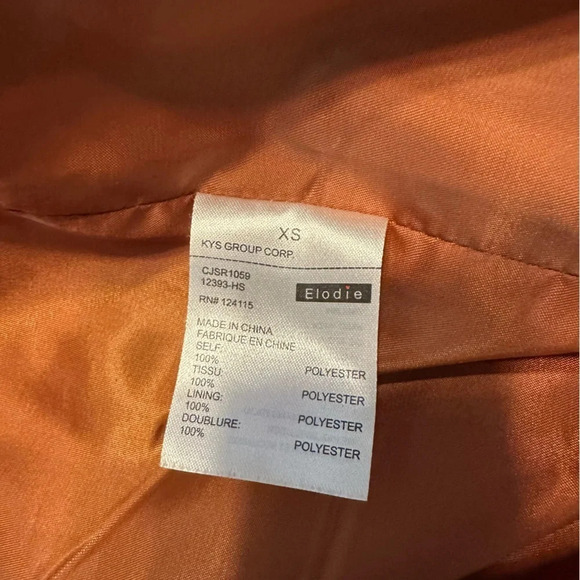 XS
KYS GROUP CORP.
CJSR1059
12393-HS
Elodie
RN# 124115
MADE IN CHINA
FABRIQUE EN CHINE
SELF:
100% POLYESTER
TISSU:
100% POLYESTER
LINING:
100% POLYESTER
DOUBLURE:
100% POLYESTER